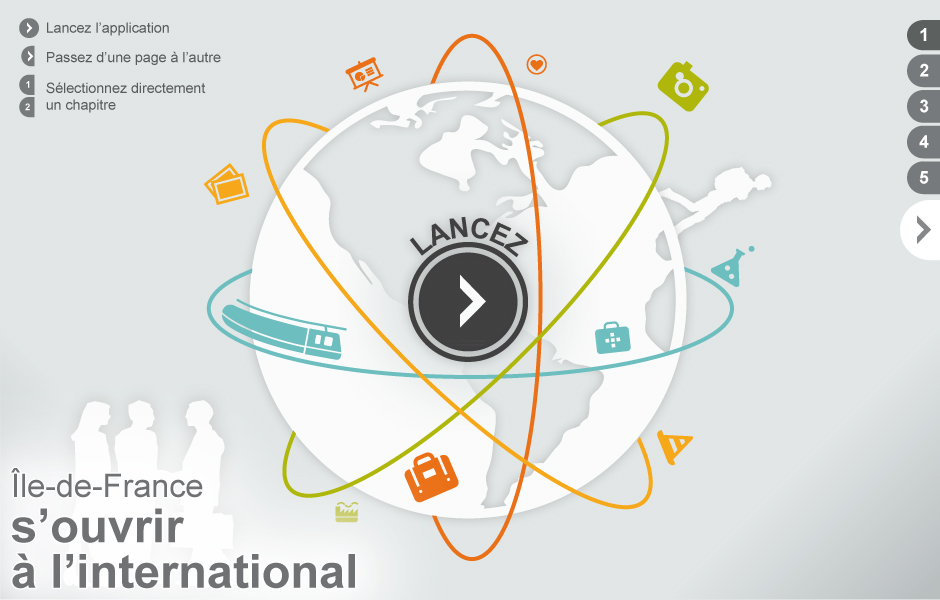 Lancez l’application
Passez d’une page à l’autre
1
2
Sélectionnez directement
un chapitre
1
2
3
4
5
LANCEZ
Île-de-France
s’ouvrir
à l’international